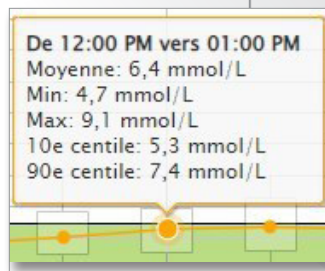 De 12:00 PM vers 01:00 PM
Moyenne: 6,4 mmol/L
Min: 4,7 mmol/L
Max: 9,1 mmol/L
10e centile: 5,3 mmol/L
90e centile: 7,4 mmol/L